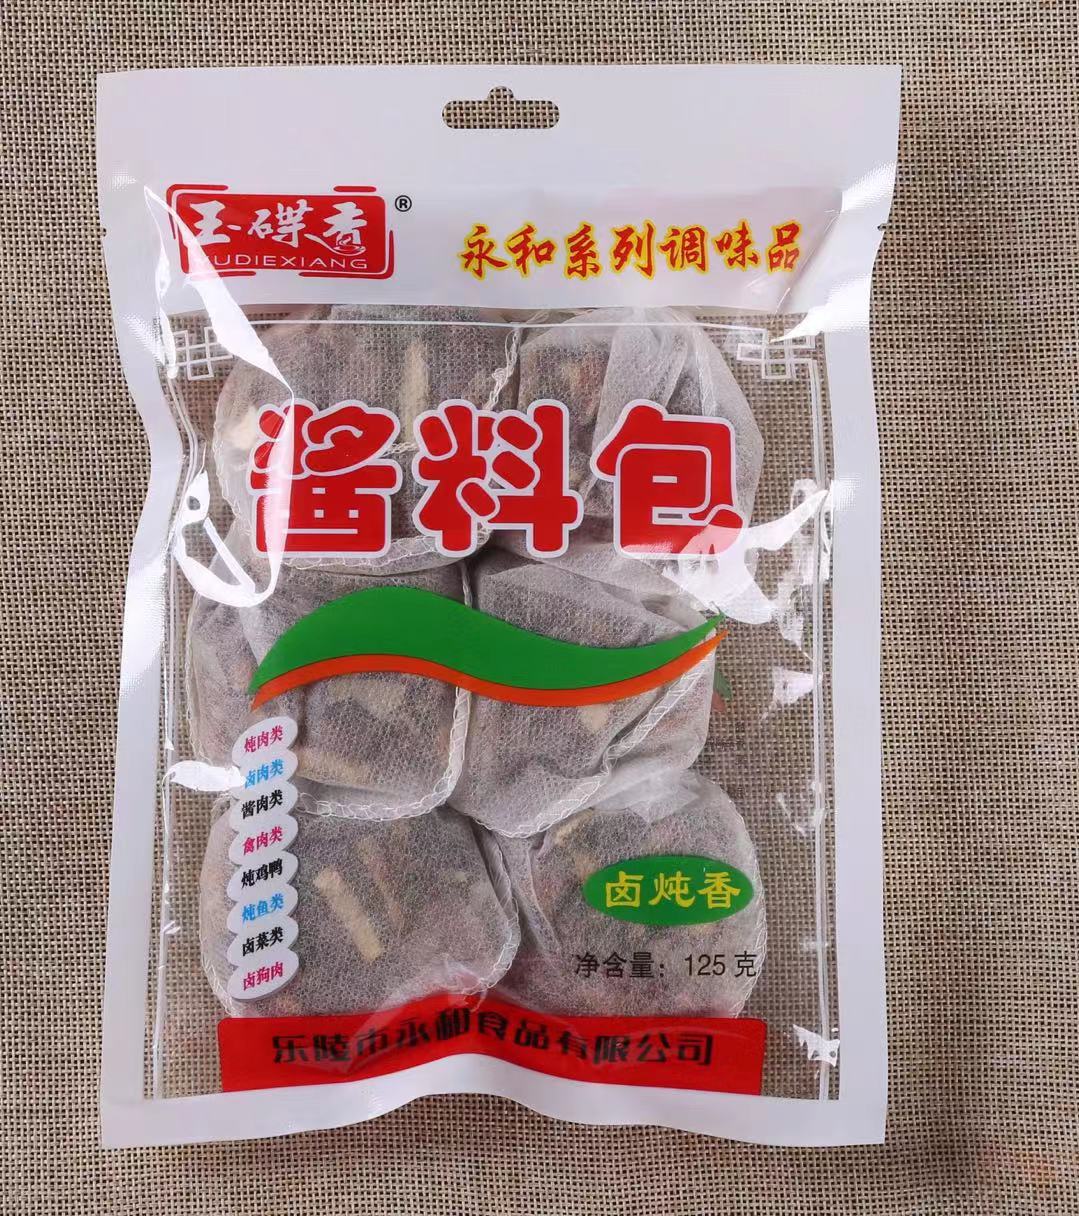 玉碟香®
YUDIEXIANG
永和系列调味品
酱料包
炖肉类
卤肉类
酱肉类
禽肉类
炖鸡鸭
炖鱼类
卤菜类
卤狗肉
卤炖香
净含量：125克
乐陵市永和食品有限公司